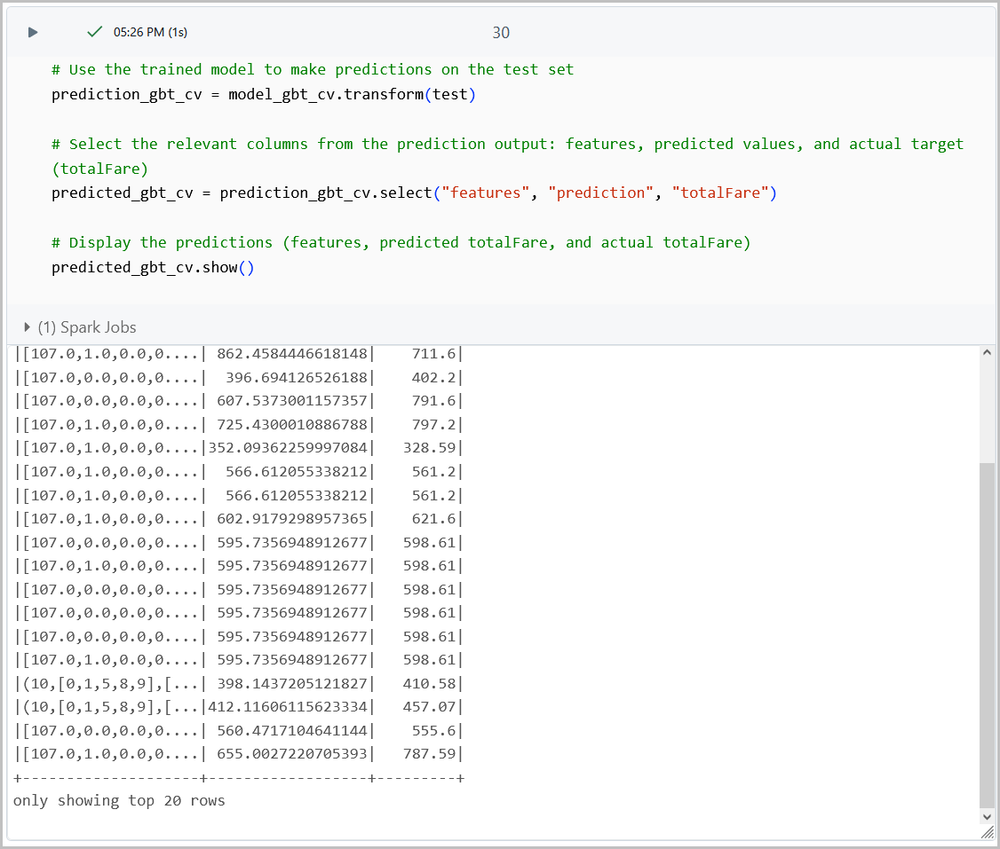 05:26 PM (1s)
30
# Use the trained model to make predictions on the test set
prediction_gbt_cv = model_gbt_cv.transform(test)
# Select the relevant columns from the prediction output: features, predicted values, and actual target
(totalFare)
predicted_gbt_cv = prediction_gbt_cv.select("features", "prediction", "totalFare")
# Display the predictions (features, predicted totalFare, and actual totalFare)
predicted_gbt_cv.show()
(1) Spark Jobs
|[107.0,1.0,0.0,0....| 862.4584446618148|    711.6|
|[107.0,0.0,0.0,0....|  396.694126526188|    402.2|
|[107.0,0.0,0.0,0....| 607.5373001157357|    791.6|
|[107.0,1.0,0.0,0....| 725.4300010886788|    797.2|
|[107.0,1.0,0.0,0....|352.09362259997084|   328.59|
|[107.0,1.0,0.0,0....|  566.612055338212|    561.2|
|[107.0,1.0,0.0,0....|  566.612055338212|    561.2|
|[107.0,1.0,0.0,0....| 602.9179298957365|    621.6|
|[107.0,0.0,0.0,0....| 595.7356948912677|   598.61|
|[107.0,1.0,0.0,0....| 595.7356948912677|   598.61|
|[107.0,0.0,0.0,0....| 595.7356948912677|   598.61|
|[107.0,0.0,0.0,0....| 595.7356948912677|   598.61|
|[107.0,0.0,0.0,0....| 595.7356948912677|   598.61|
|[107.0,1.0,0.0,0....| 595.7356948912677|   598.61|
|(10,[0,1,5,8,9],[...| 398.1437205121827|   410.58|
|(10,[0,1,5,8,9],[...|412.11606115623334|   457.07|
|[107.0,0.0,0.0,0....| 560.4717104641144|    555.6|
|[107.0,1.0,0.0,0....| 655.0027220705393|   787.59|
+--------------------+------------------+---------+
only showing top 20 rows